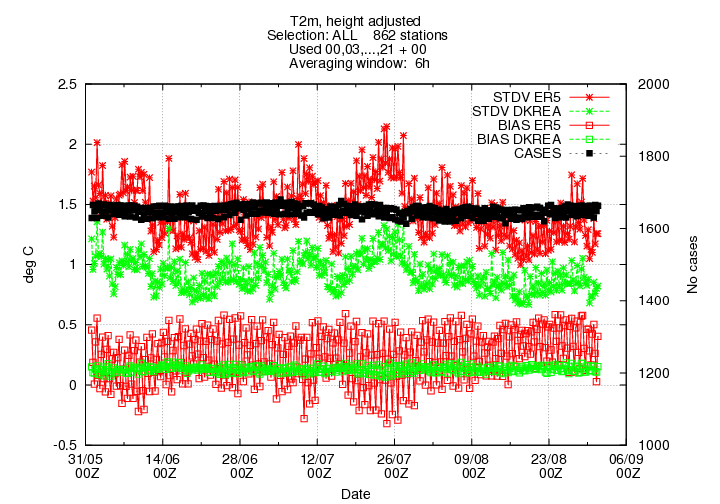 T2m, height adjusted
Selection: ALL    862 stations
Used 00,03,...,21 + 00
Averaging window:  6h
2.5
2
1.5
1
0.5
0
-0.5
deg C
2000
1800
1600
1400
1200
1000
No cases
STDV ER5
STDV DKREA
BIAS ER5
BIAS DKREA
CASES
31/05 14/06 28/06 12/07 26/07 09/08 23/08 06/09
00Z 00Z 00Z 00Z 00Z 00Z 00Z 00Z
Date